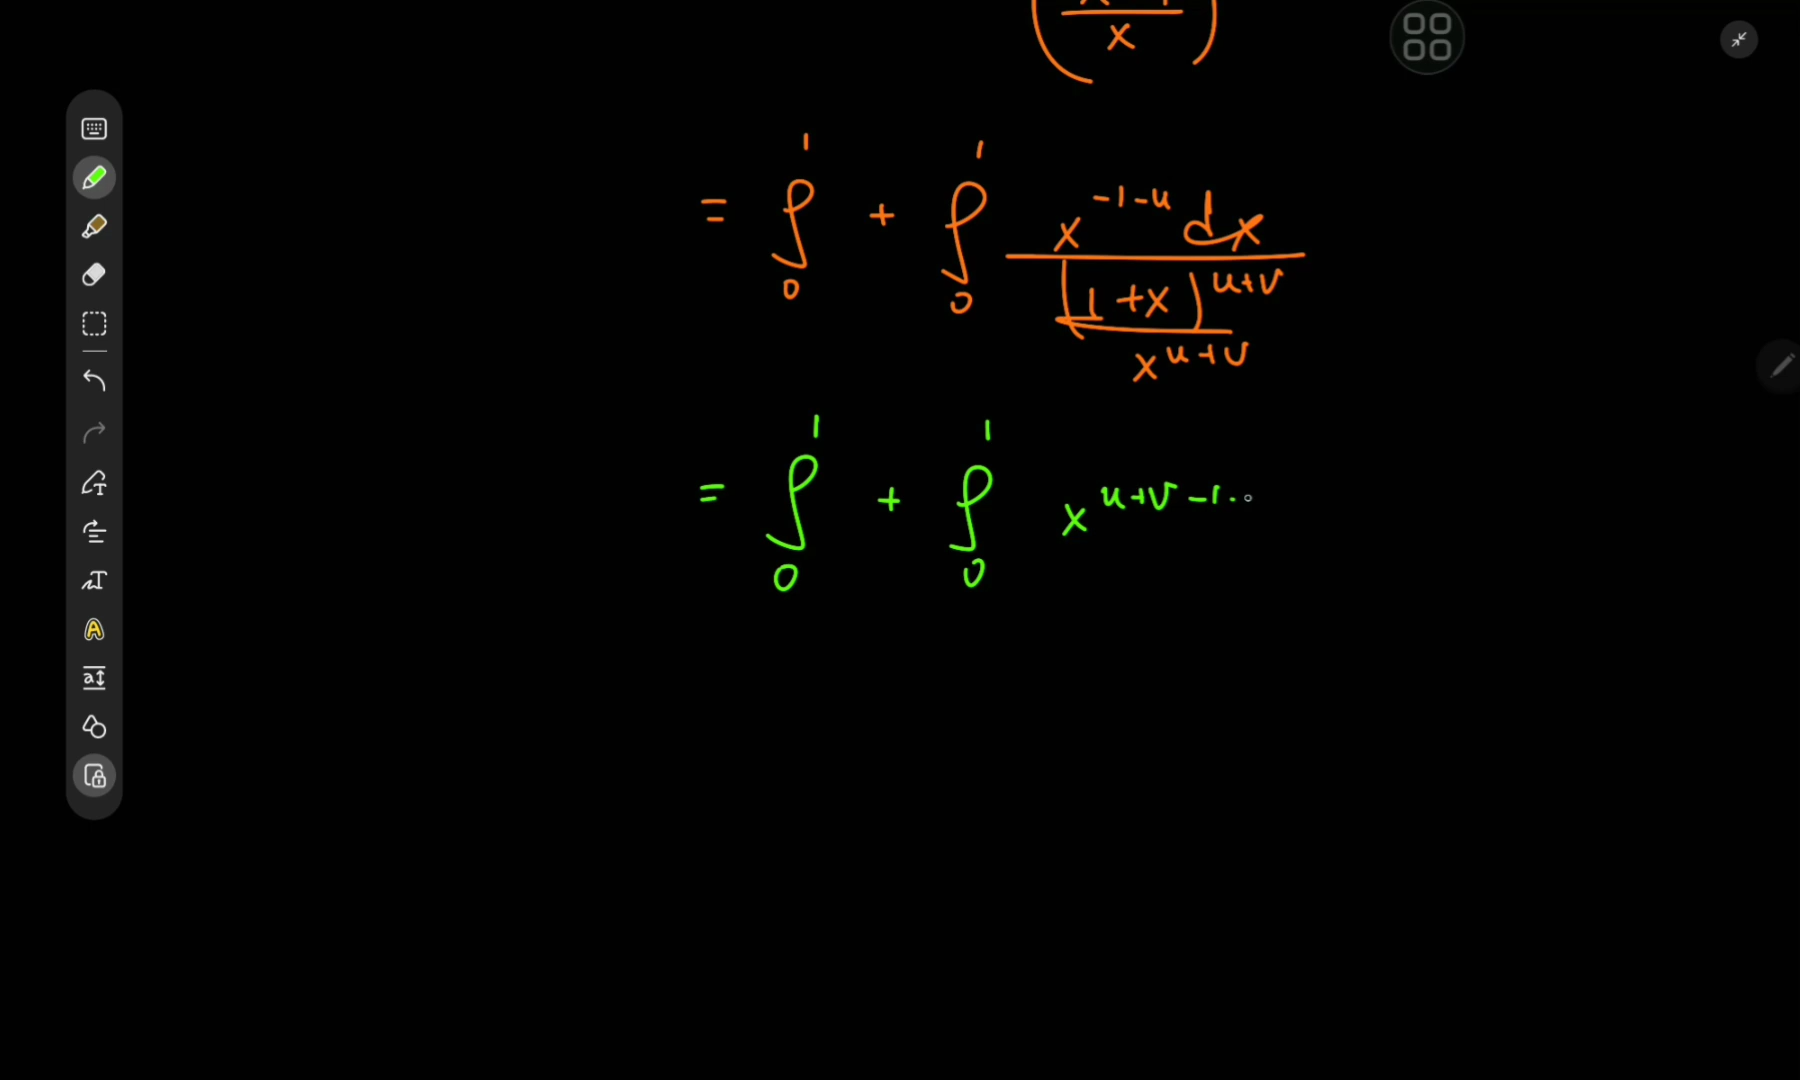 x
= ∫₀¹ + ∫₀¹ x^{-1-u} dx / ((1+x)^{u+v} / x^{u+v})
= ∫₀¹ + ∫₀¹ x^{u+v-1-}